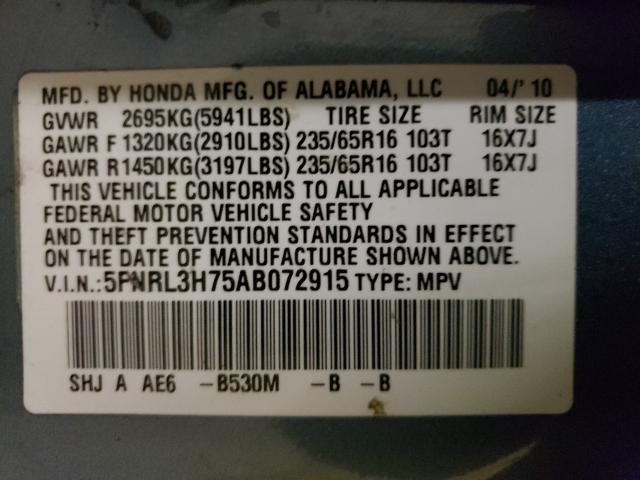 MFD. BY HONDA MFG. OF ALABAMA, LLC 04/' 10
GVWR 2695KG(5941LBS) TIRE SIZE RIM SIZE
GAWR F 1320KG(2910LBS) 235/65R16 103T 16X7J
GAWR R1450KG(3197LBS) 235/65R16 103T 16X7J
THIS VEHICLE CONFORMS TO ALL APPLICABLE
FEDERAL MOTOR VEHICLE SAFETY
AND THEFT PREVENTION STANDARDS IN EFFECT
ON THE DATE OF MANUFACTURE SHOWN ABOVE.
V.I.N.:5FNRL3H75AB072915 TYPE: MPV
SHJ A AE6 –B530M –B –B